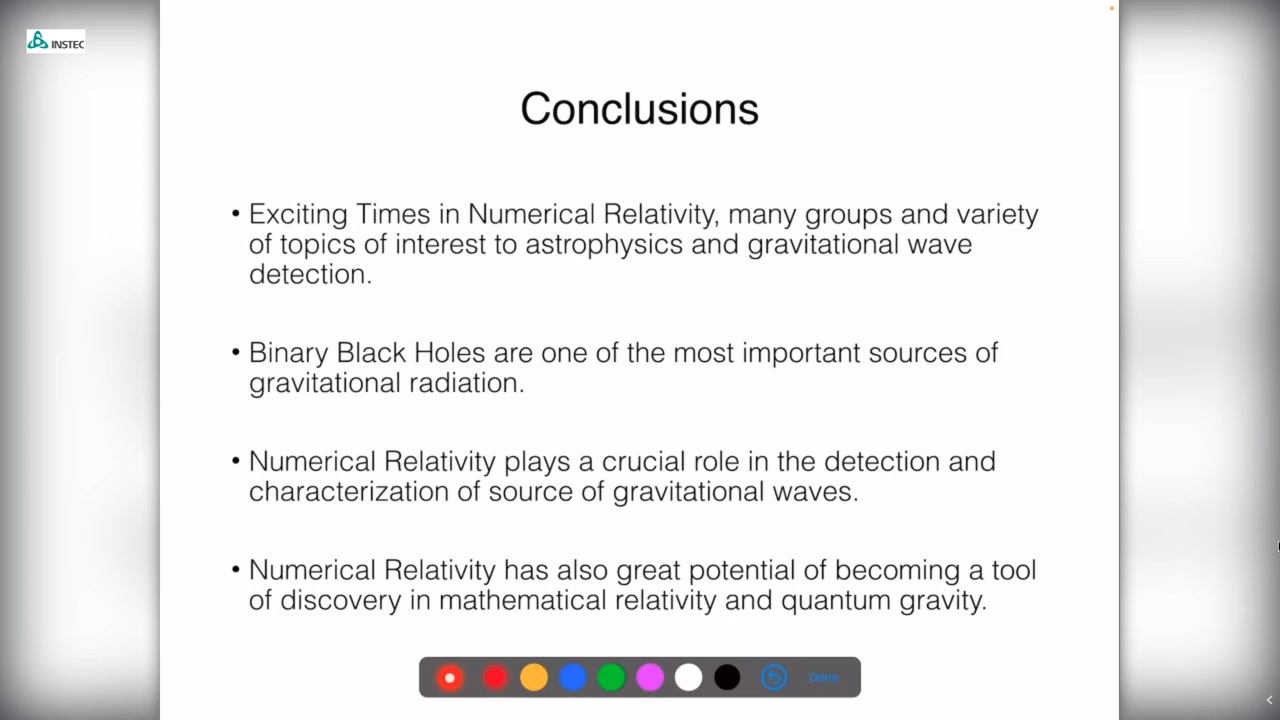 INSTEC
Conclusions
• Exciting Times in Numerical Relativity, many groups and variety
of topics of interest to astrophysics and gravitational wave
detection.
• Binary Black Holes are one of the most important sources of
gravitational radiation.
• Numerical Relativity plays a crucial role in the detection and
characterization of source of gravitational waves.
• Numerical Relativity has also great potential of becoming a tool
of discovery in mathematical relativity and quantum gravity.
Done